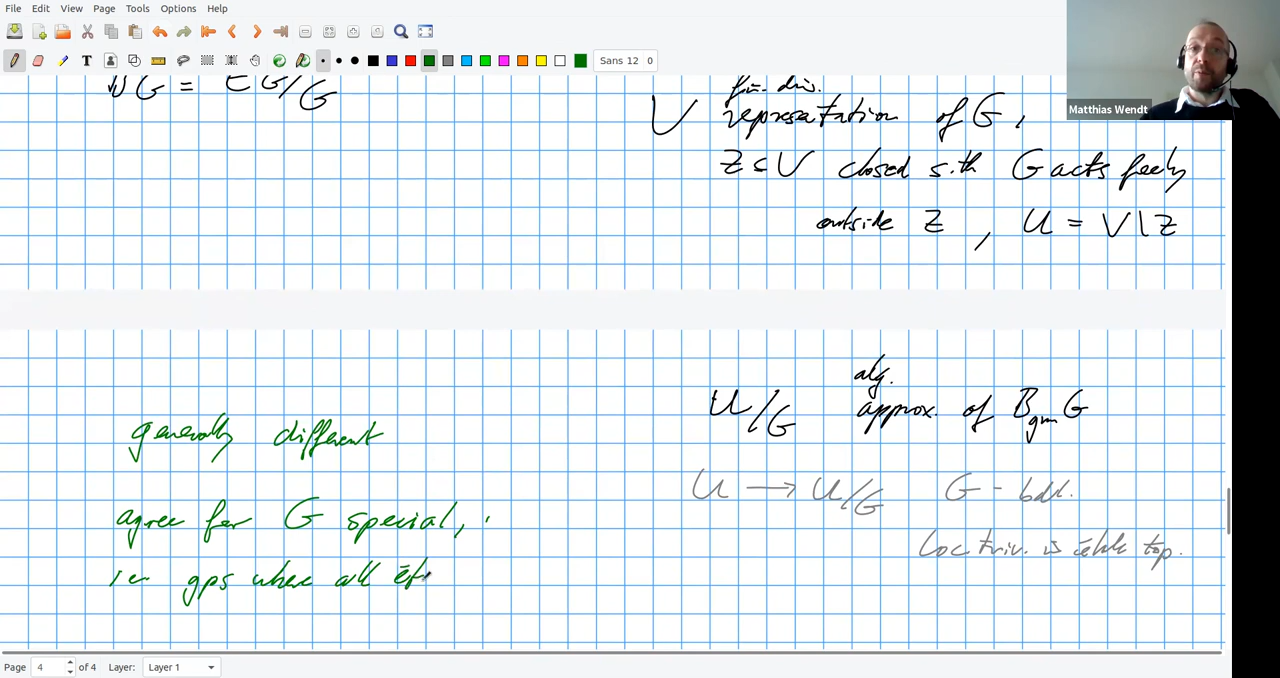 File Edit View Page Tools Options Help
Sans 12 0
Matthias Wendt
BG = EG/G
fin. dim.
V representation of G,
Z⊂V closed s.th G acts freely
outside Z, U = V\Z
alg.
U/G approx. of B_gm G
U → U/G G-bdl.
loc. triv. in étale top.
generally different
agree for G special,
i.e. gps where all ét
Page 4 of 4 Layer: Layer 1